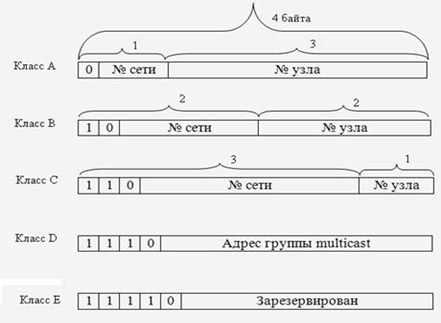 4 байта
1 3
Класс А 0 № сети № узла
2 2
Класс В 1 0 № сети № узла
3 1
Класс С 1 1 0 № сети № узла
Класс D 1 1 1 0 Адрес группы multicast
Класс Е 1 1 1 1 0 Зарезервирован